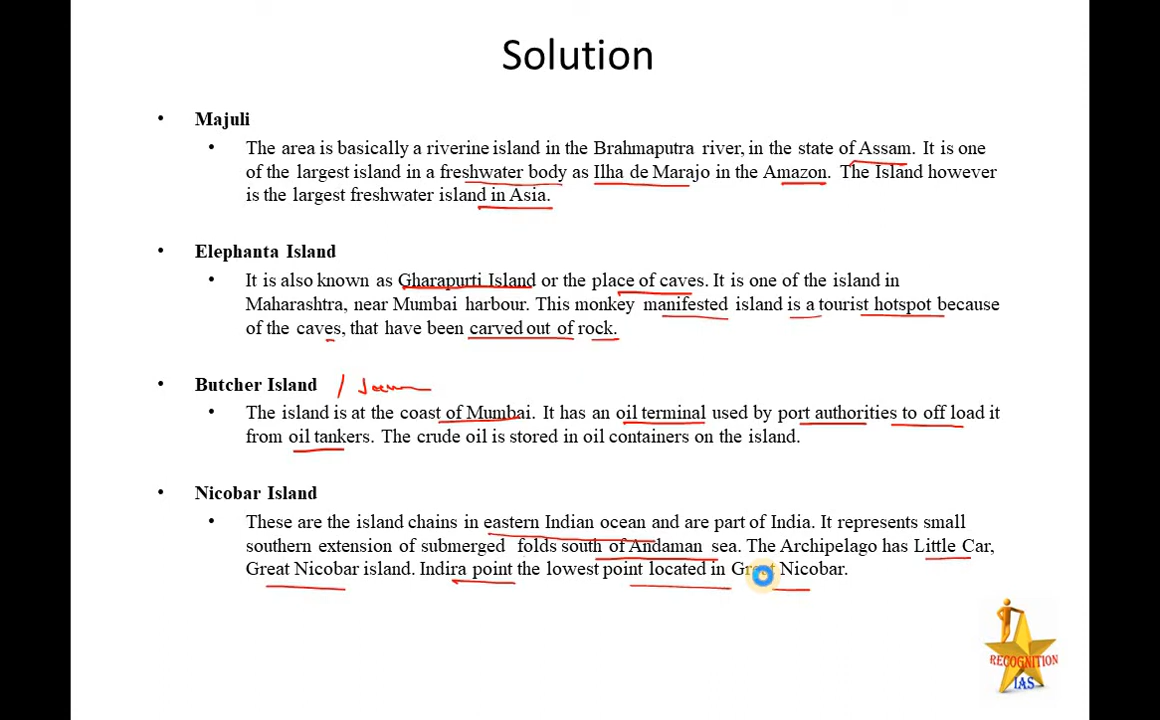 Solution
• Majuli
• The area is basically a riverine island in the Brahmaputra river, in the state of Assam. It is one
of the largest island in a freshwater body as Ilha de Marajo in the Amazon. The Island however
is the largest freshwater island in Asia.
• Elephanta Island
• It is also known as Gharapurti Island or the place of caves. It is one of the island in
Maharashtra, near Mumbai harbour. This monkey manifested island is a tourist hotspot because
of the caves, that have been carved out of rock.
• Butcher Island /
• The island is at the coast of Mumbai. It has an oil terminal used by port authorities to off load it
from oil tankers. The crude oil is stored in oil containers on the island.
• Nicobar Island
• These are the island chains in eastern Indian ocean and are part of India. It represents small
southern extension of submerged folds south of Andaman sea. The Archipelago has Little Car,
Great Nicobar island. Indira point the lowest point located in Great Nicobar.
RECOGNITION
IAS